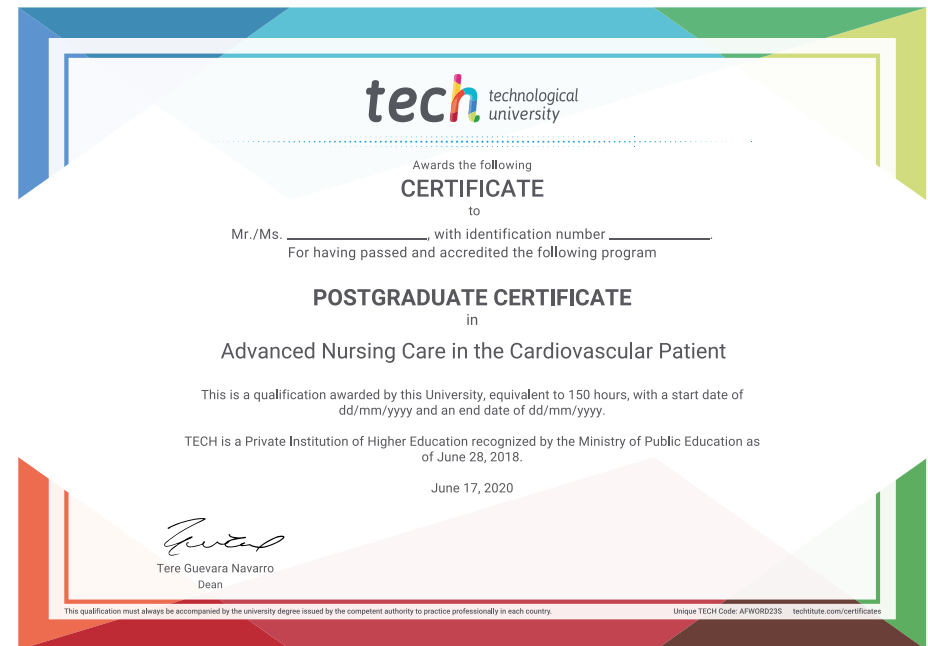 tech technological
university
Awards the following
CERTIFICATE
to
Mr./Ms. ____________________, with identification number ______________.
For having passed and accredited the following program
POSTGRADUATE CERTIFICATE
in
Advanced Nursing Care in the Cardiovascular Patient
This is a qualification awarded by this University, equivalent to 150 hours, with a start date of
dd/mm/yyyy and an end date of dd/mm/yyyy.
TECH is a Private Institution of Higher Education recognized by the Ministry of Public Education as
of June 28, 2018.
June 17, 2020
Tere Guevara Navarro
Dean
This qualification must always be accompanied by the university degree issued by the competent authority to practice professionally in each country.
Unique TECH Code: AFWORD23S techtitute.com/certificates